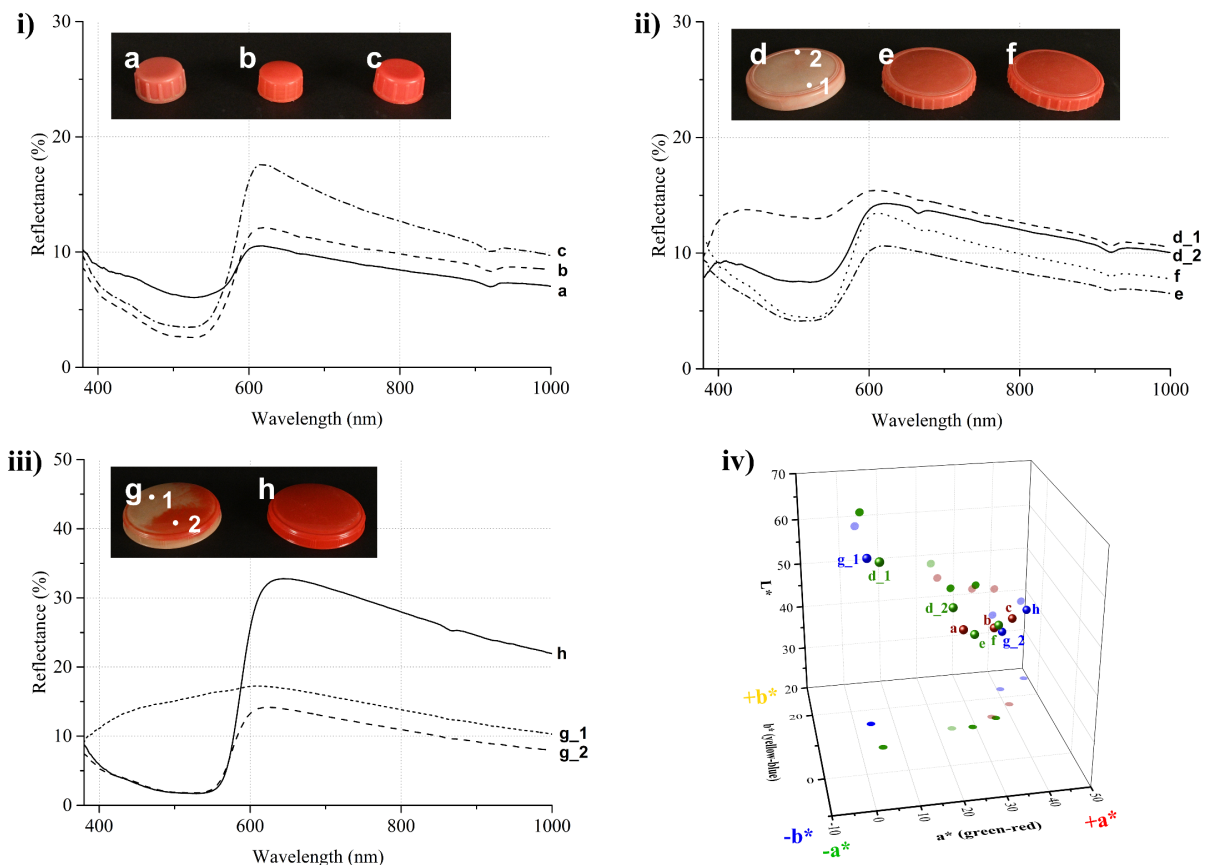 i)
30
20
10
0
Reflectance (%)
400 600 800 1000
Wavelength (nm)
a b c
c
b
a
ii)
30
20
10
0
Reflectance (%)
400 600 800 1000
Wavelength (nm)
d 2 1 e f
d_1
d_2
f
e
iii)
50
40
30
20
10
0
Reflectance (%)
400 600 800 1000
Wavelength (nm)
g 1 2 h
h
g_1
g_2
iv)
70
60
50
40
30
20
L*
g_1
d_1
d_2
a
b
c
h
e
f
g_2
+b*
20
0
b* (yellow-blue)
-b*
-a*
-10 0 10 20 30 40 50
a* (green-red)
+a*